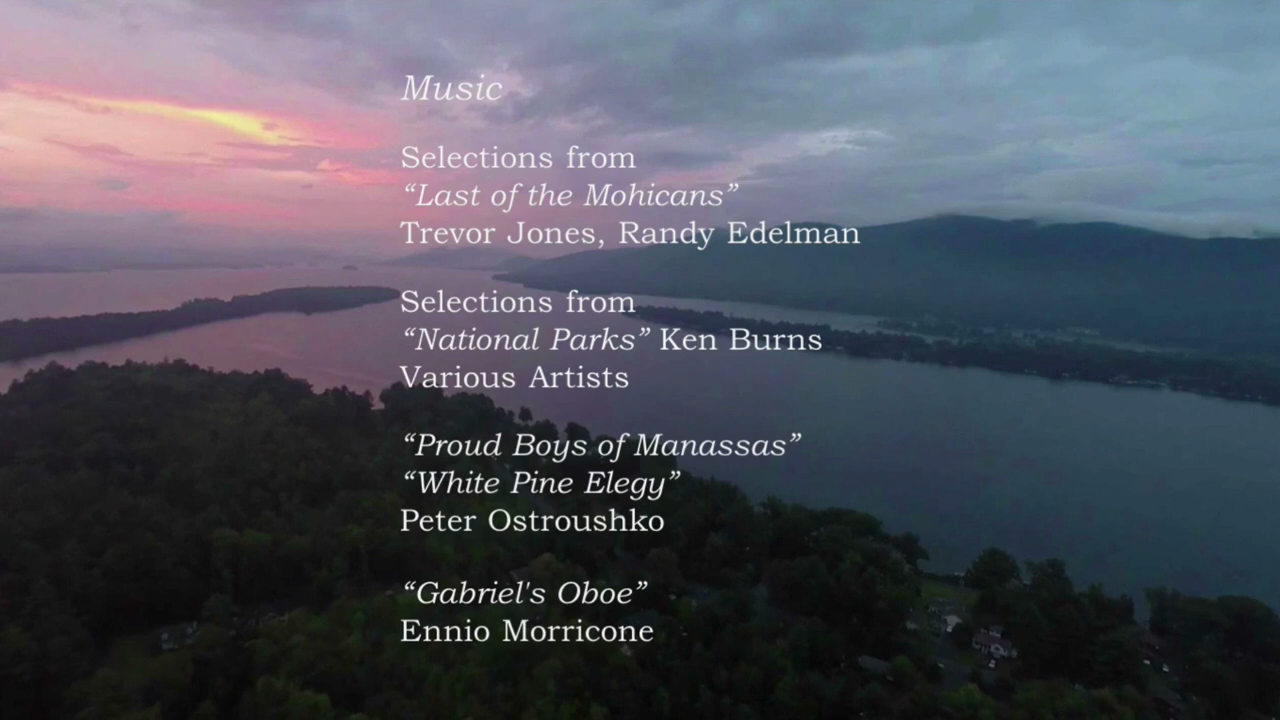 Music
Selections from
“Last of the Mohicans”
Trevor Jones, Randy Edelman
Selections from
“National Parks” Ken Burns
Various Artists
“Proud Boys of Manassas”
“White Pine Elegy”
Peter Ostroushko
“Gabriel's Oboe”
Ennio Morricone